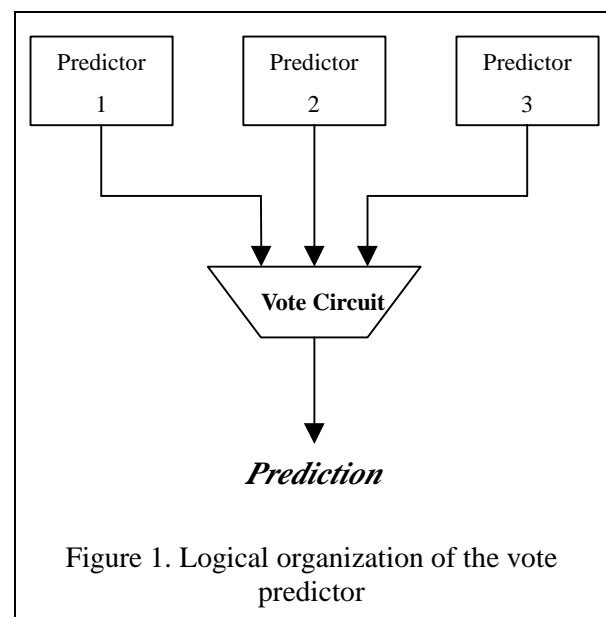 Predictor
1
Predictor
2
Predictor
3
Vote Circuit
Prediction
Figure 1. Logical organization of the vote
predictor